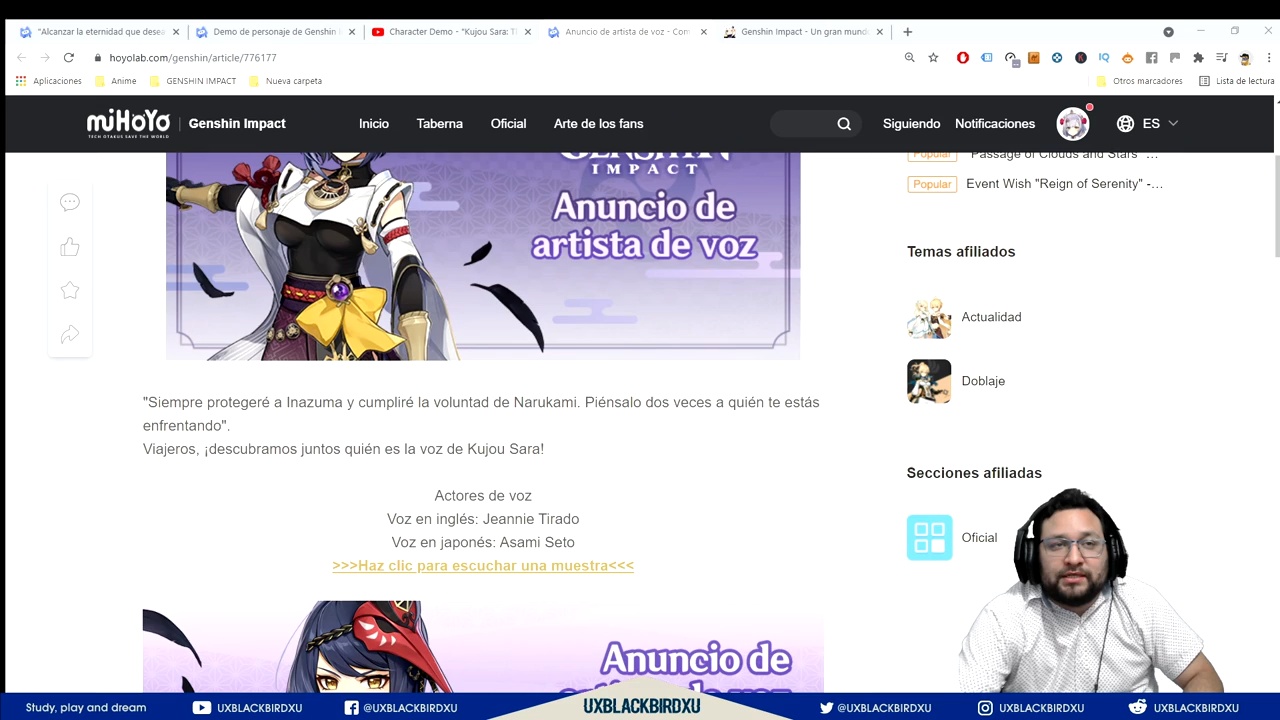 "Alcanzar la eternidad que desea
Demo de personaje de Genshin I
Character Demo - "Kujou Sara: T
Anuncio de artista de voz - Com
Genshin Impact - Un gran mundo
hoyolab.com/genshin/article/776177
Aplicaciones
Anime
GENSHIN IMPACT
Nueva carpeta
Otros marcadores
Lista de lectura
miHoYo
TECH OTAKUS SAVE THE WORLD
Genshin Impact
Inicio
Taberna
Oficial
Arte de los fans
Siguiendo
Notificaciones
ES
GENSHIN
IMPACT
Anuncio de
artista de voz
Popular "Passage of Clouds and Stars" ...
Popular Event Wish "Reign of Serenity" -...
Temas afiliados
Actualidad
Doblaje
Secciones afiliadas
Oficial
"Siempre protegeré a Inazuma y cumpliré la voluntad de Narukami. Piénsalo dos veces a quién te estás
enfrentando".
Viajeros, ¡descubramos juntos quién es la voz de Kujou Sara!
Actores de voz
Voz en inglés: Jeannie Tirado
Voz en japonés: Asami Seto
>>>Haz clic para escuchar una muestra<<<
Anuncio de
artista de voz
Study, play and dream
UXBLACKBIRDXU
@UXBLACKBIRDXU
UXBLACKBIRDXU
@UXBLACKBIRDXU
UXBLACKBIRDXU
UXBLACKBIRDXU